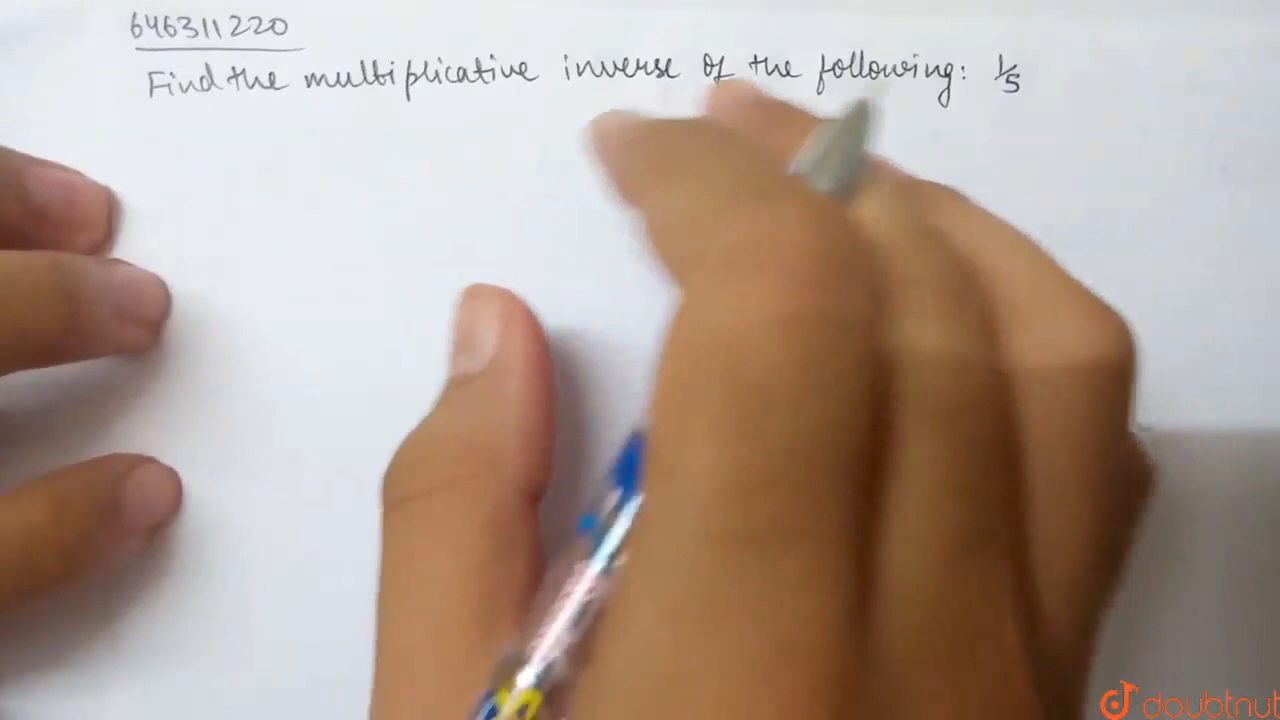 646311220
Find the multiplicative inverse of the following: 1/5
doubtnut